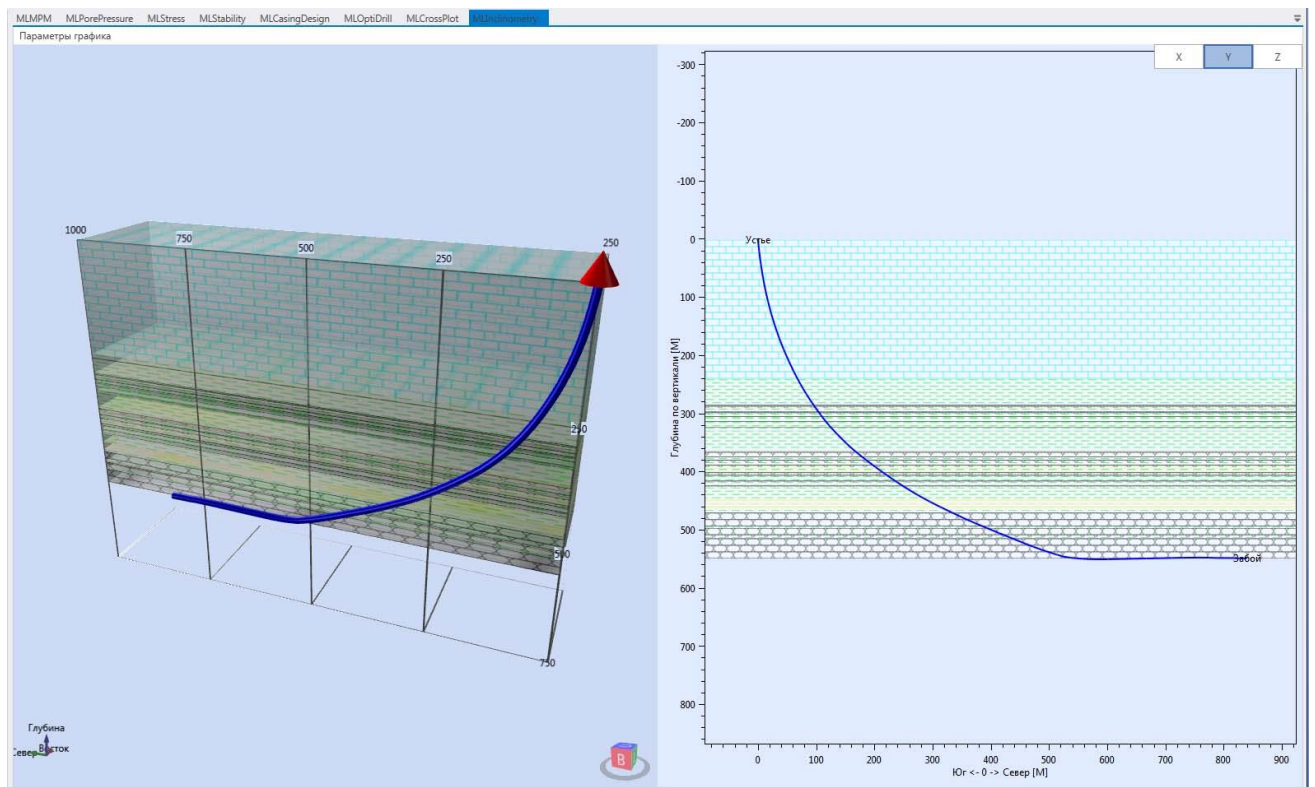 MLMPM MLPorePressure MLStress MLStability MLCasingDesign MLOptiDrill MLCrossPlot MLInclinometry
Параметры графика
X Y Z
1000 750 500 250 250
250
500
750
Глубина
Север Восток
B
-300
-200
-100
0
100
200
300
400
500
600
700
800
Глубина по вертикали [М]
Устье
Забой
0 100 200 300 400 500 600 700 800 900
Юг <- 0 -> Север [М]